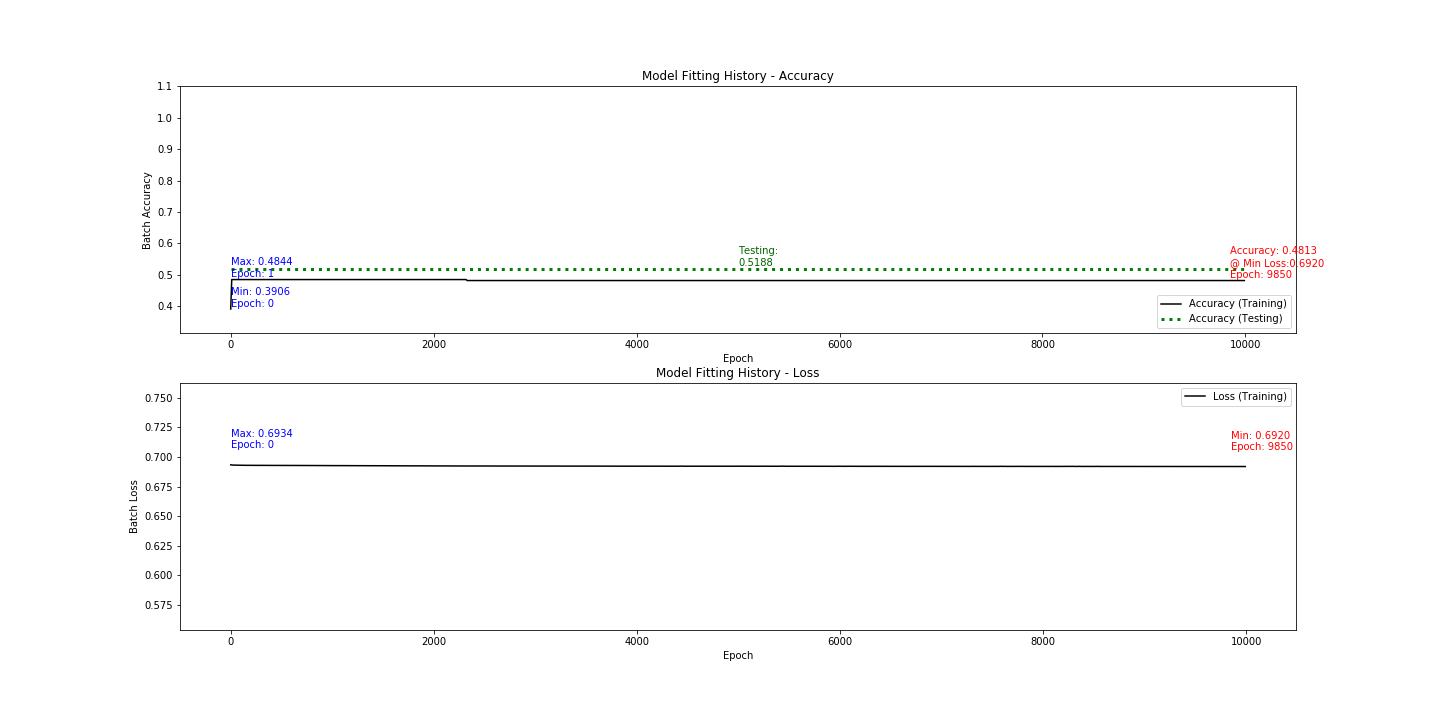 Model Fitting History - Accuracy
1.1
1.0
0.9
0.8
0.7
0.6
0.5
0.4
Batch Accuracy
Max: 0.4844
Epoch: 1
Min: 0.3906
Epoch: 0
Testing:
0.5188
Accuracy: 0.4813
@ Min Loss:0.6920
Epoch: 9850
Accuracy (Training)
Accuracy (Testing)
0 2000 4000 6000 8000 10000
Epoch
Model Fitting History - Loss
0.750
0.725
0.700
0.675
0.650
0.625
0.600
0.575
Batch Loss
Max: 0.6934
Epoch: 0
Loss (Training)
Min: 0.6920
Epoch: 9850
0 2000 4000 6000 8000 10000
Epoch